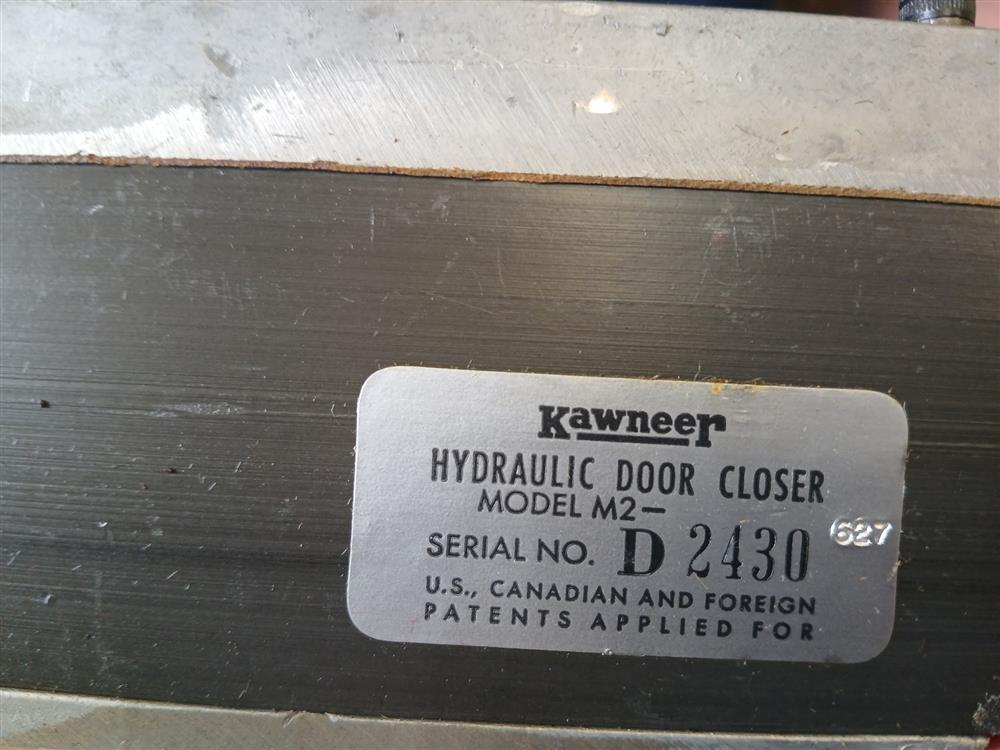 Kawneer
HYDRAULIC DOOR CLOSER
MODEL M2—
SERIAL NO. D 2430 627
U.S., CANADIAN AND FOREIGN
PATENTS APPLIED FOR